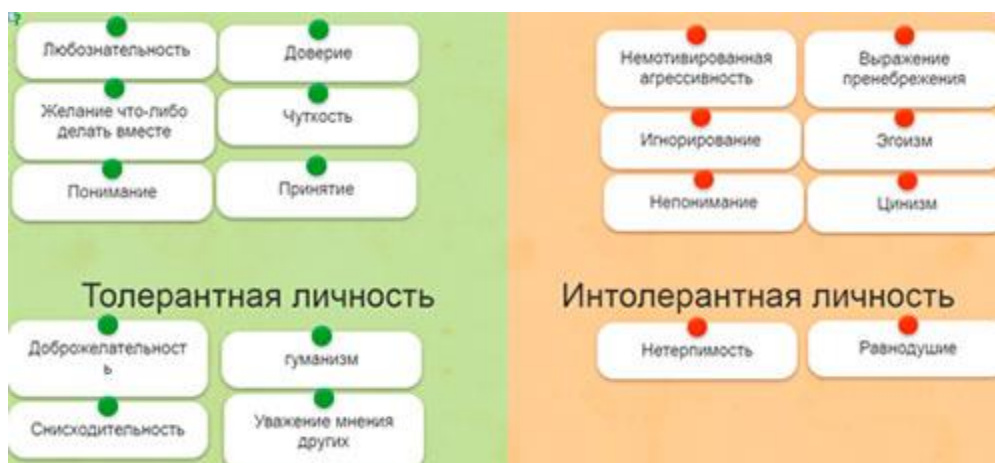 Любознательность
Доверие
Желание что-либо
делать вместе
Чуткость
Понимание
Принятие
Толерантная личность
Доброжелательност
ь
гуманизм
Снисходительность
Уважение мнения
других
Немотивированная
агрессивность
Выражение
пренебрежения
Игнорирование
Эгоизм
Непонимание
Цинизм
Интолерантная личность
Нетерпимость
Равнодушие